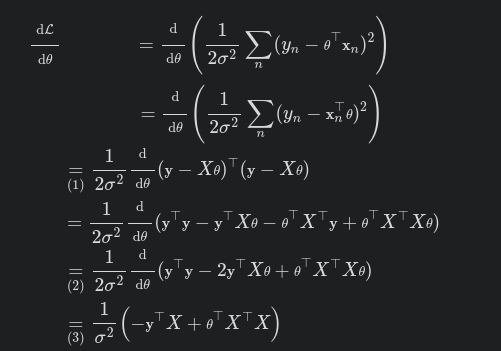 \frac{\mathrm{d}\mathcal{L}}{\mathrm{d}\theta} = \frac{\mathrm{d}}{\mathrm{d}\theta} \left( \frac{1}{2\sigma^2} \sum_n (y_n - \theta^\top \mathbf{x}_n)^2 \right)
= \frac{\mathrm{d}}{\mathrm{d}\theta} \left( \frac{1}{2\sigma^2} \sum_n (y_n - \mathbf{x}_n^\top \theta)^2 \right)
\underset{(1)}{=} \frac{1}{2\sigma^2} \frac{\mathrm{d}}{\mathrm{d}\theta} (\mathbf{y} - X\theta)^\top (\mathbf{y} - X\theta)
= \frac{1}{2\sigma^2} \frac{\mathrm{d}}{\mathrm{d}\theta} (\mathbf{y}^\top \mathbf{y} - \mathbf{y}^\top X\theta - \theta^\top X^\top \mathbf{y} + \theta^\top X^\top X\theta)
\underset{(2)}{=} \frac{1}{2\sigma^2} \frac{\mathrm{d}}{\mathrm{d}\theta} (\mathbf{y}^\top \mathbf{y} - 2\mathbf{y}^\top X\theta + \theta^\top X^\top X\theta)
\underset{(3)}{=} \frac{1}{\sigma^2} \left( -\mathbf{y}^\top X + \theta^\top X^\top X \right)